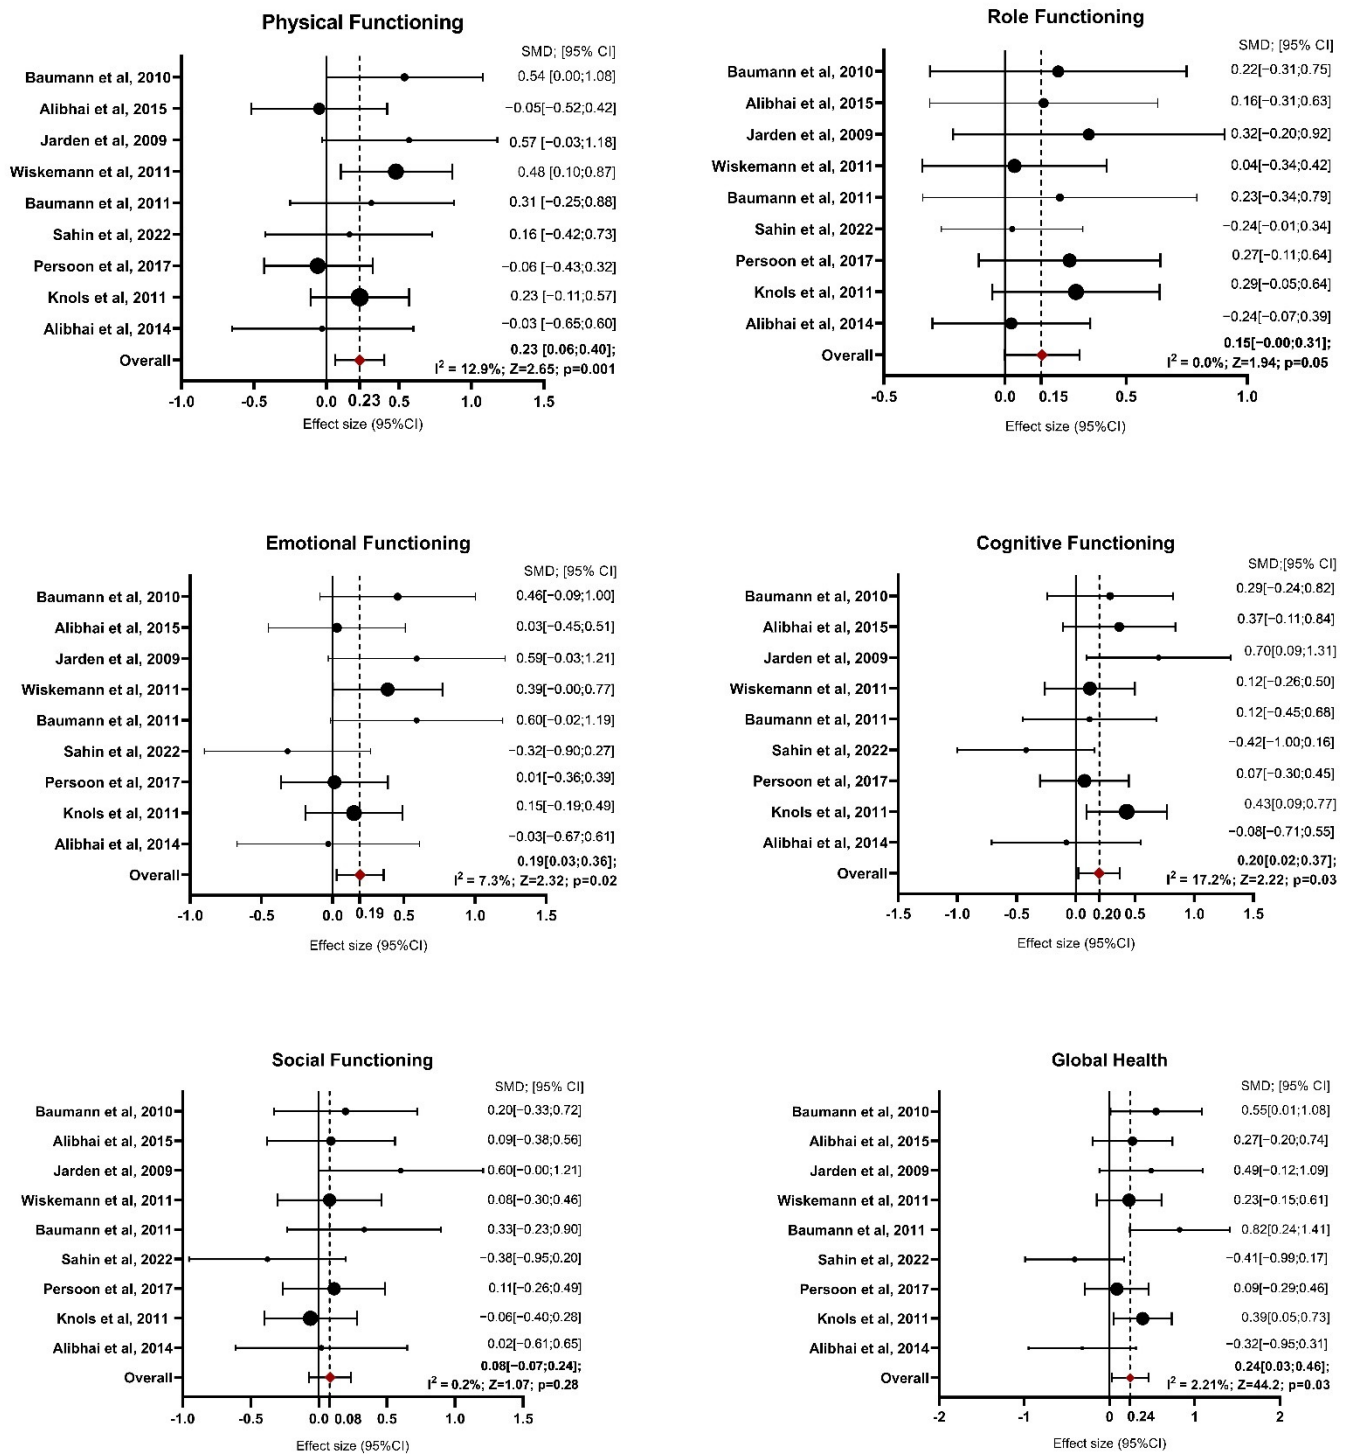 Physical Functioning
SMD; [95% CI]
Baumann et al, 2010 0.54 [0.00;1.08]
Alibhai et al, 2015 −0.05[−0.52;0.42]
Jarden et al, 2009 0.57 [−0.03;1.18]
Wiskemann et al, 2011 0.48 [0.10;0.87]
Baumann et al, 2011 0.31 [−0.25;0.88]
Sahin et al, 2022 0.16 [−0.42;0.73]
Persoon et al, 2017 −0.06 [−0.43;0.32]
Knols et al, 2011 0.23 [−0.11;0.57]
Alibhai et al, 2014 −0.03 [−0.65;0.60]
Overall 0.23 [0.06;0.40];
I² = 12.9%; Z=2.65; p=0.001
-1.0 -0.5 0.0 0.23 0.5 1.0 1.5
Effect size (95%CI)
Role Functioning
SMD; [95% CI]
Baumann et al, 2010 0.22[−0.31;0.75]
Alibhai et al, 2015 0.16[−0.31;0.63]
Jarden et al, 2009 0.32[−0.20;0.92]
Wiskemann et al, 2011 0.04[−0.34;0.42]
Baumann et al, 2011 0.23[−0.34;0.79]
Sahin et al, 2022 −0.24[−0.01;0.34]
Persoon et al, 2017 0.27[−0.11;0.64]
Knols et al, 2011 0.29[−0.05;0.64]
Alibhai et al, 2014 −0.24[−0.07;0.39]
Overall 0.15[−0.00;0.31];
I² = 0.0%; Z=1.94; p=0.05
-0.5 0.0 0.15 0.5 1.0
Effect size (95%CI)
Emotional Functioning
SMD; [95% CI]
Baumann et al, 2010 0.46[−0.09;1.00]
Alibhai et al, 2015 0.03[−0.45;0.51]
Jarden et al, 2009 0.59[−0.03;1.21]
Wiskemann et al, 2011 0.39[−0.00;0.77]
Baumann et al, 2011 0.60[−0.02;1.19]
Sahin et al, 2022 −0.32[−0.90;0.27]
Persoon et al, 2017 0.01[−0.36;0.39]
Knols et al, 2011 0.15[−0.19;0.49]
Alibhai et al, 2014 −0.03[−0.67;0.61]
Overall 0.19[0.03;0.36];
I² = 7.3%; Z=2.32; p=0.02
-1.0 -0.5 0.0 0.19 0.5 1.0 1.5
Effect size (95%CI)
Cognitive Functioning
SMD;[95% CI]
Baumann et al, 2010 0.29[−0.24;0.82]
Alibhai et al, 2015 0.37[−0.11;0.84]
Jarden et al, 2009 0.70[0.09;1.31]
Wiskemann et al, 2011 0.12[−0.26;0.50]
Baumann et al, 2011 0.12[−0.45;0.68]
Sahin et al, 2022 −0.42[−1.00;0.16]
Persoon et al, 2017 0.07[−0.30;0.45]
Knols et al, 2011 0.43[0.09;0.77]
Alibhai et al, 2014 −0.08[−0.71;0.55]
Overall 0.20[0.02;0.37];
I² = 17.2%; Z=2.22; p=0.03
-1.5 -1.0 -0.5 0.0 0.20 0.5 1.0 1.5
Effect size (95%CI)
Social Functioning
SMD; [95% CI]
Baumann et al, 2010 0.20[−0.33;0.72]
Alibhai et al, 2015 0.09[−0.38;0.56]
Jarden et al, 2009 0.60[−0.00;1.21]
Wiskemann et al, 2011 0.08[−0.30;0.46]
Baumann et al, 2011 0.33[−0.23;0.90]
Sahin et al, 2022 −0.38[−0.95;0.20]
Persoon et al, 2017 0.11[−0.26;0.49]
Knols et al, 2011 −0.06[−0.40;0.28]
Alibhai et al, 2014 0.02[−0.61;0.65]
Overall 0.08[−0.07;0.24];
I² = 0.2%; Z=1.07; p=0.28
-1.0 -0.5 0.0 0.08 0.5 1.0 1.5
Effect size (95%CI)
Global Health
SMD; [95% CI]
Baumann et al, 2010 0.55[0.01;1.08]
Alibhai et al, 2015 0.27[−0.20;0.74]
Jarden et al, 2009 0.49[−0.12;1.09]
Wiskemann et al, 2011 0.23[−0.15;0.61]
Baumann et al, 2011 0.82[0.24;1.41]
Sahin et al, 2022 −0.41[−0.99;0.17]
Persoon et al, 2017 0.09[−0.29;0.46]
Knols et al, 2011 0.39[0.05;0.73]
Alibhai et al, 2014 −0.32[−0.95;0.31]
Overall 0.24[0.03;0.46];
I² = 2.21%; Z=44.2; p=0.03
-2 -1 0 0.24 1 2
Effect size (95%CI)